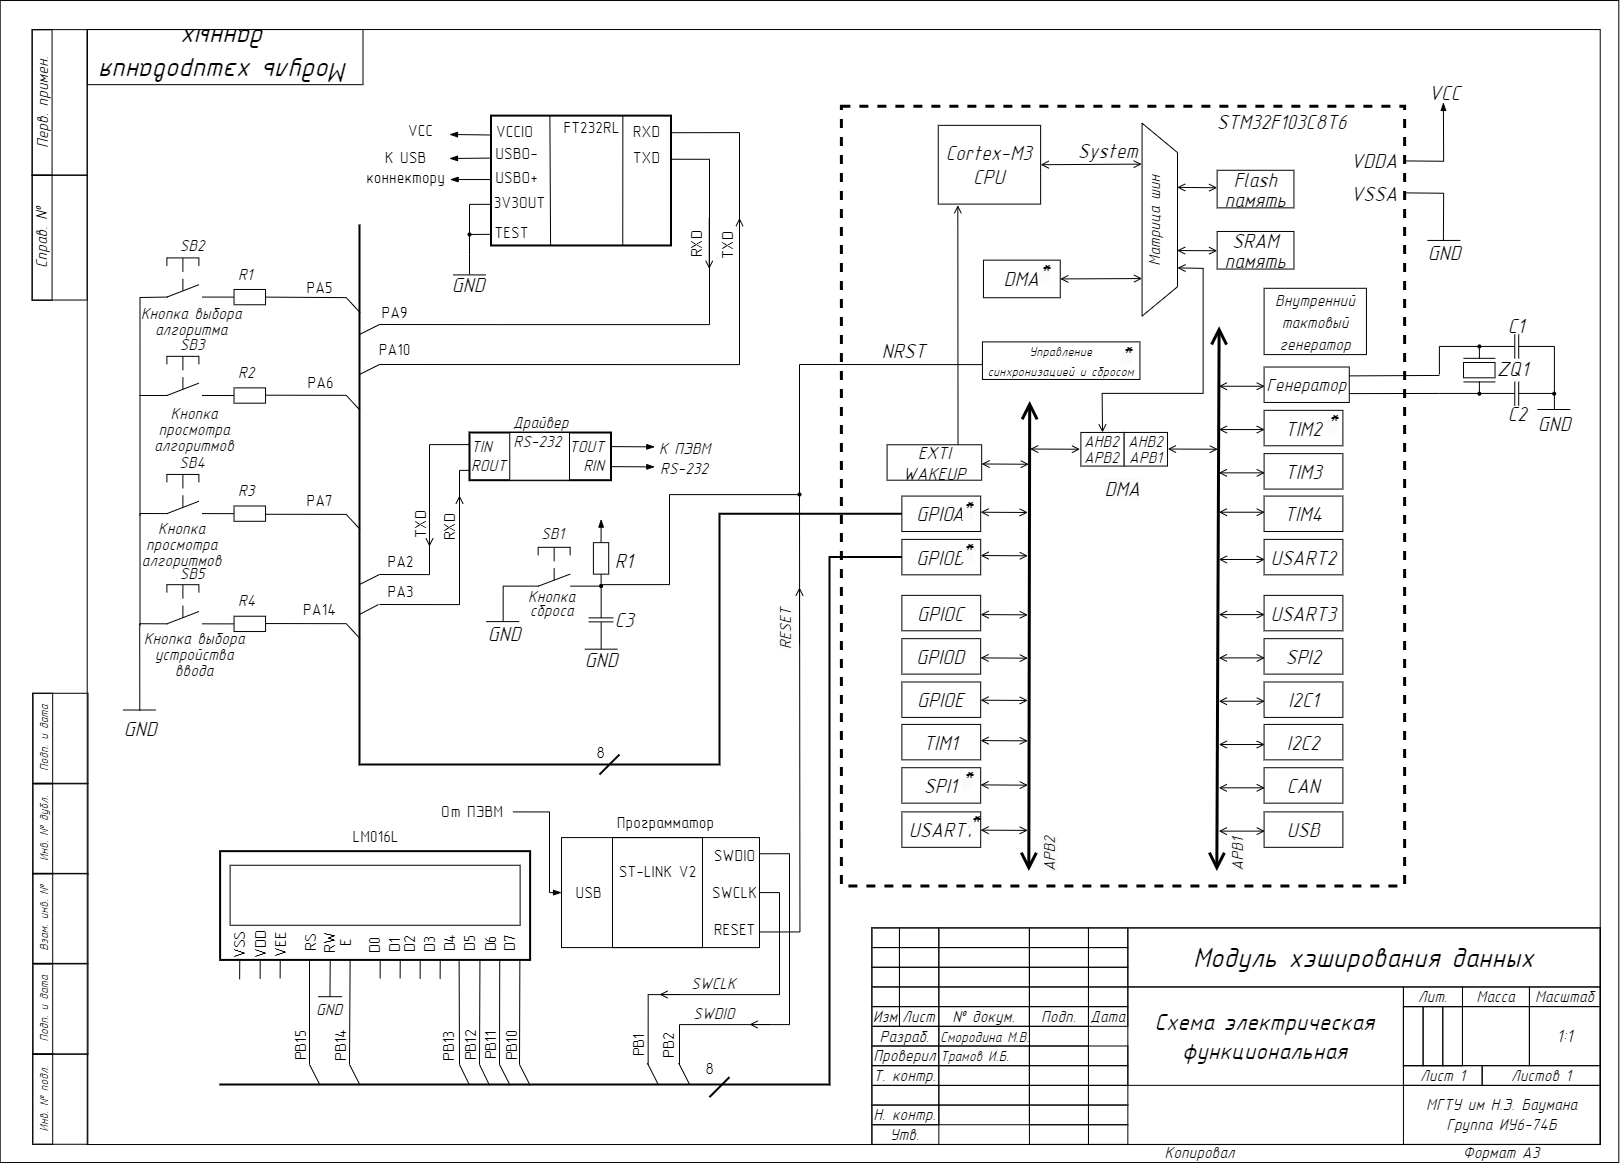 Модуль хэшрования
данных
Перв. примен.
Справ. №
Подп. и дата
Инв. № дубл.
Взам. инв. №
Подп. и дата
Инв. № подл.
VCC
К USB
коннектору
VCCIO
USBO-
USBO+
3V3OUT
TEST
FT232RL
RXD
TXD
GND
RXD
TXD
SB2
R1
PA5
Кнопка выбора
алгоритма
SB3
R2
PA6
Кнопка
просмотра
алгоритмов
SB4
R3
PA7
Кнопка
просмотра
алгоритмов
SB5
R4
PA14
Кнопка выбора
устройства
ввода
GND
PA9
PA10
PA2
PA3
TXD
RXD
Драйвер
RS-232
TIN
ROUT
TOUT
RIN
К ПЭВМ
RS-232
SB1
Кнопка
сброса
GND
R1
C3
GND
RESET
NRST
8
STM32F103C8T6
Cortex-M3
CPU
System
Матрица шин
Flash
память
SRAM
память
DMA*
Управление *
синхронизацией и сбросом
Внутренний
тактовый
генератор
Генератор
EXTI
WAKEUP
AHB2
APB2
AHB2
APB1
DMA
GPIOA*
*
GPIOC
GPIOD
GPIOE
TIM1
SPI1*
USART *
APB2
TIM2*
TIM3
TIM4
USART2
USART3
SPI2
I2C1
I2C2
CAN
USB
APB1
VCC
VDDA
VSSA
GND
C1
ZQ1
C2
GND
От ПЭВМ
Программатор
ST-LINK V2
USB
SWDIO
SWCLK
RESET
LM016L
VSS
VDD
VEE
RS
RW
E
D0
D1
D2
D3
D4
D5
D6
D7
GND
PB15
PB14
PB13
PB12
PB11
PB10
SWCLK
SWDIO
PB1
PB2
8
Модуль хэширования данных
Схема электрическая
функциональная
Изм Лист № докум. Подп. Дата
Разраб. Смородина М.В.
Проверил Трамов И.Б.
Т. контр.
Н. контр.
Утв.
Лит. Масса Масштаб
1:1
Лист 1 Листов 1
МГТУ им Н.Э. Баумана
Группа ИУ6-74Б
Копировал Формат А3